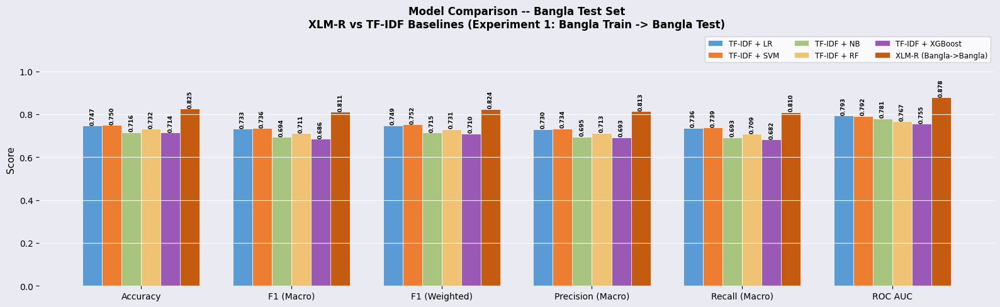 Model Comparison -- Bangla Test Set
XLM-R vs TF-IDF Baselines (Experiment 1: Bangla Train -> Bangla Test)
TF-IDF + LR TF-IDF + NB TF-IDF + XGBoost
TF-IDF + SVM TF-IDF + RF XLM-R (Bangla->Bangla)
Score
1.0
0.8
0.6
0.4
0.2
0.0
0.747 0.750 0.716 0.732 0.714 0.825
0.733 0.736 0.694 0.711 0.686 0.811
0.749 0.752 0.715 0.731 0.710 0.824
0.730 0.734 0.695 0.713 0.693 0.813
0.736 0.739 0.693 0.709 0.682 0.810
0.793 0.792 0.781 0.767 0.755 0.878
Accuracy F1 (Macro) F1 (Weighted) Precision (Macro) Recall (Macro) ROC AUC